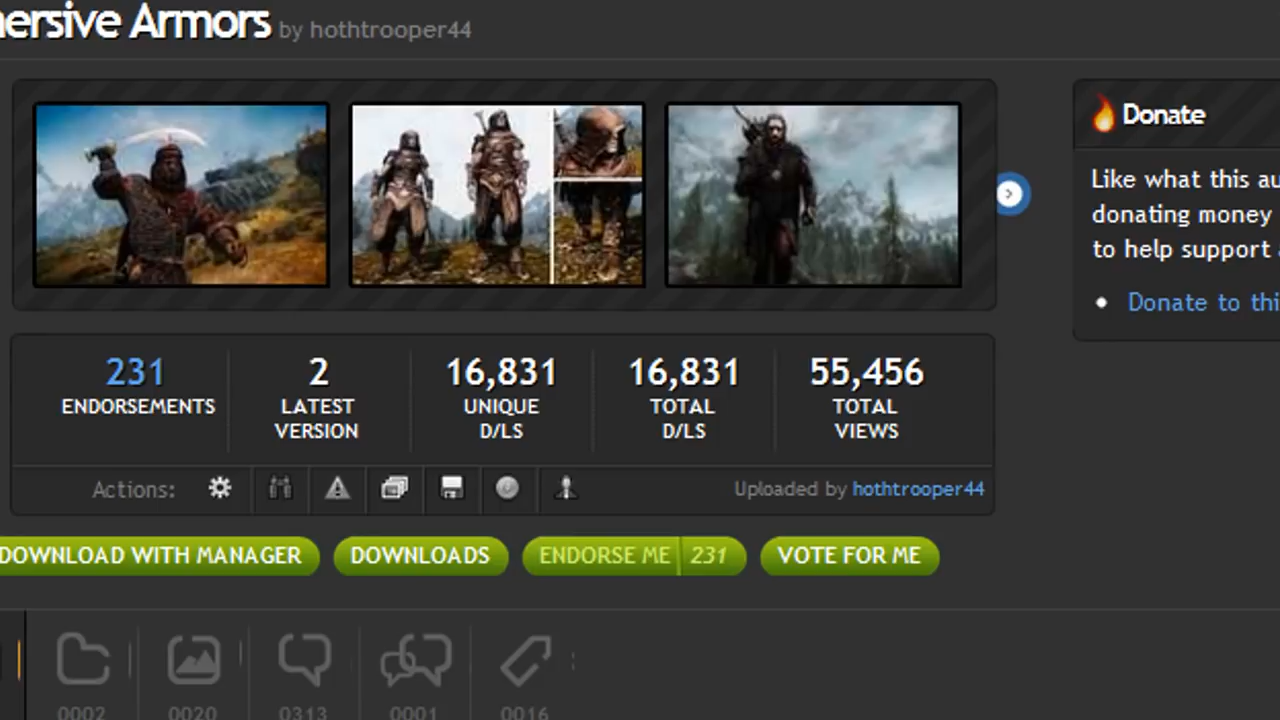 ersive Armors by hothtrooper44
Donate
Like what this au
donating money
to help support
Donate to thi
231
ENDORSEMENTS
2
LATEST
VERSION
16,831
UNIQUE
D/LS
16,831
TOTAL
D/LS
55,456
TOTAL
VIEWS
Actions:
Uploaded by hothtrooper44
DOWNLOAD WITH MANAGER
DOWNLOADS
ENDORSE ME 231
VOTE FOR ME
0002
0020
0313
0001
0016